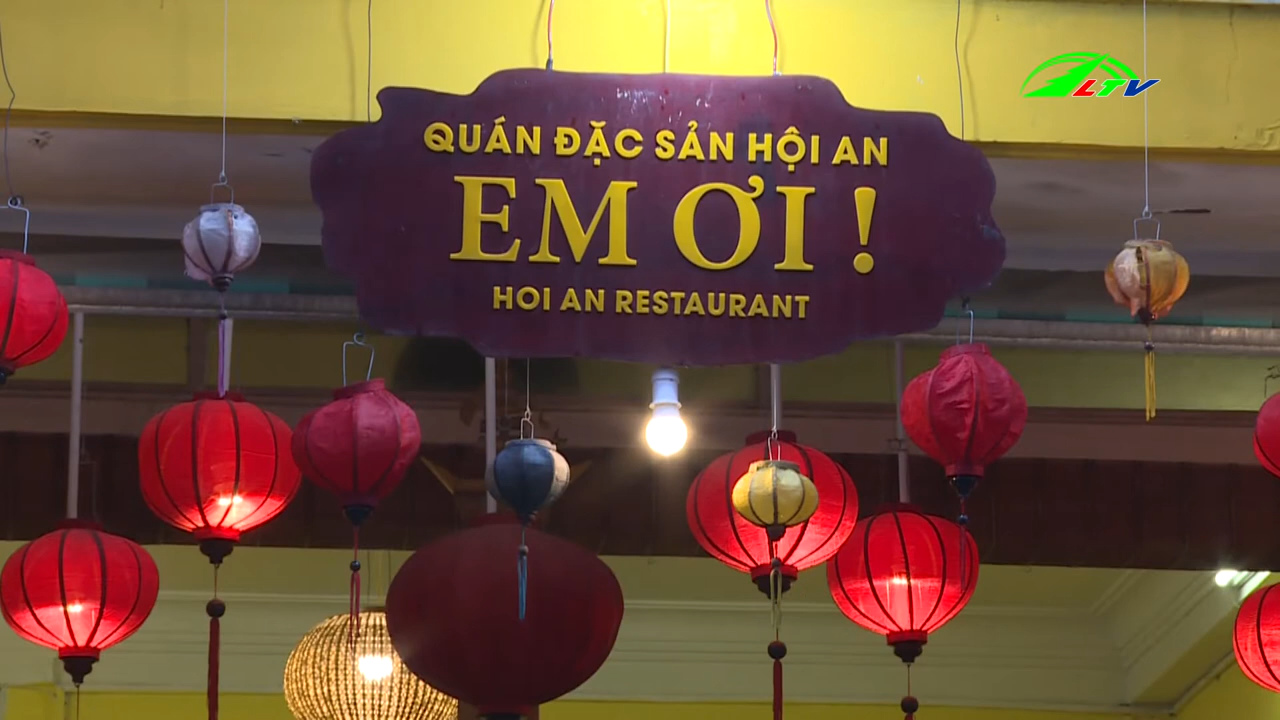 LTV
QUÁN ĐẶC SẢN HỘI AN
EM ƠI !
HOI AN RESTAURANT